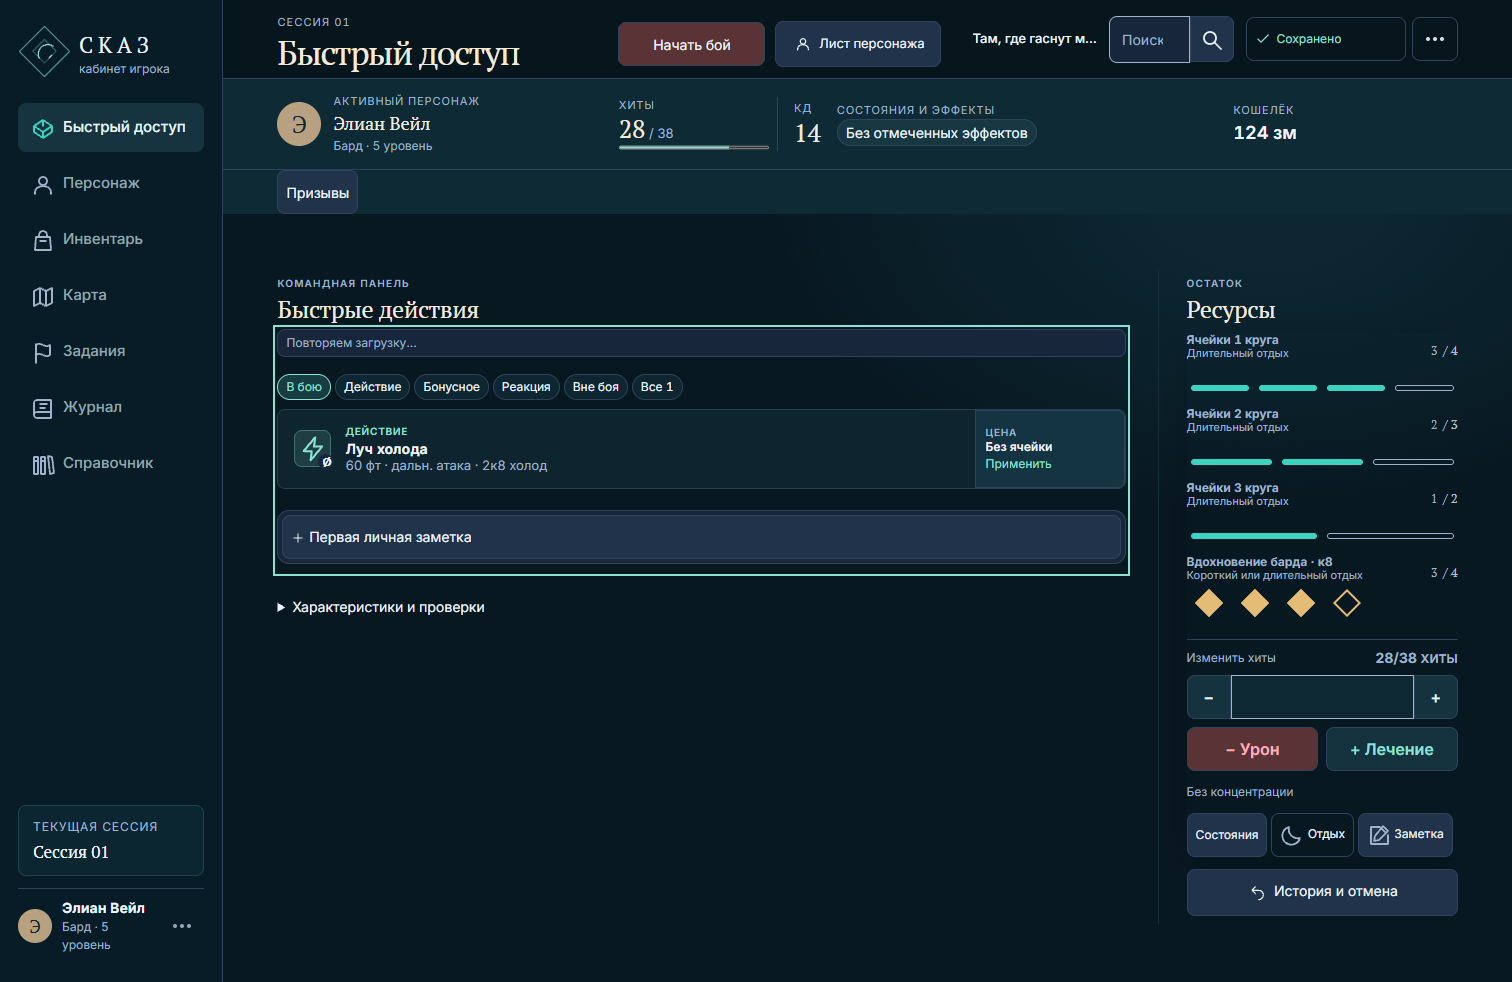 СКАЗ
кабинет игрока
Быстрый доступ
Персонаж
Инвентарь
Карта
Задания
Журнал
Справочник
ТЕКУЩАЯ СЕССИЯ
Сессия 01
Э
Элиан Вейл
Бард · 5
уровень
СЕССИЯ 01
Быстрый доступ
Начать бой
Лист персонажа
Там, где гаснут м...
Поиск
Сохранено
Э
АКТИВНЫЙ ПЕРСОНАЖ
Элиан Вейл
Бард · 5 уровень
ХИТЫ
28 / 38
КД
14
СОСТОЯНИЯ И ЭФФЕКТЫ
Без отмеченных эффектов
КОШЕЛЁК
124 зм
Призывы
КОМАНДНАЯ ПАНЕЛЬ
Быстрые действия
Повторяем загрузку...
В бою
Действие
Бонусное
Реакция
Вне боя
Все 1
ДЕЙСТВИЕ
Луч холода
60 фт · дальн. атака · 2к8 холод
ø
ЦЕНА
Без ячейки
Применить
+ Первая личная заметка
Характеристики и проверки
ОСТАТОК
Ресурсы
Ячейки 1 круга
Длительный отдых
3 / 4
Ячейки 2 круга
Длительный отдых
2 / 3
Ячейки 3 круга
Длительный отдых
1 / 2
Вдохновение барда · к8
Короткий или длительный отдых
3 / 4
Изменить хиты
28/38 ХИТЫ
−
+
− Урон
+ Лечение
Без концентрации
Состояния
Отдых
Заметка
История и отмена